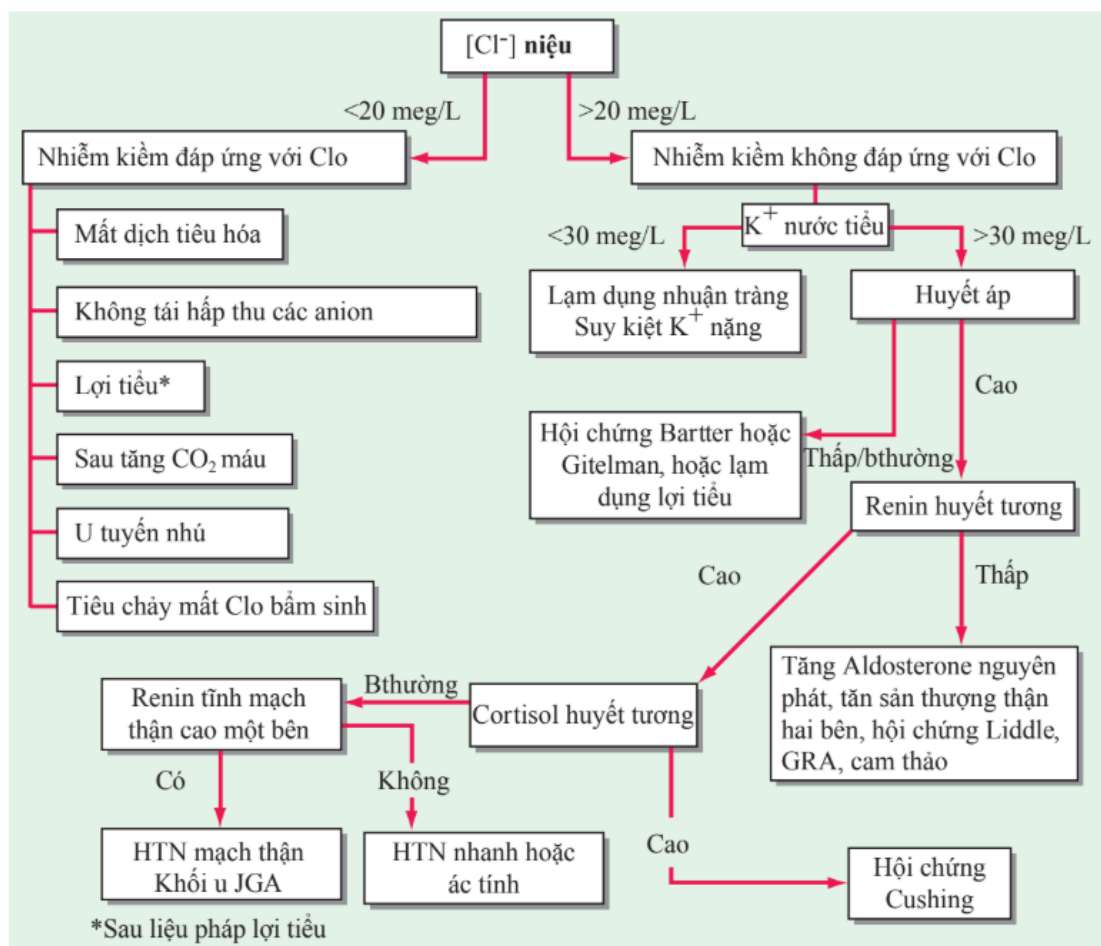 [Cl⁻] niệu
<20 meg/L
>20 meg/L
Nhiễm kiềm đáp ứng với Clo
Nhiễm kiềm không đáp ứng với Clo
Mất dịch tiêu hóa
Không tái hấp thu các anion
Lợi tiểu*
Sau tăng CO₂ máu
U tuyến nhú
Tiêu chảy mất Clo bẩm sinh
K⁺ nước tiểu
<30 meg/L
>30 meg/L
Lạm dụng nhuận tràng
Suy kiệt K⁺ nặng
Huyết áp
Cao
Thấp/bthường
Hội chứng Bartter hoặc
Gitelman, hoặc lạm
dụng lợi tiểu
Renin huyết tương
Cao
Thấp
Tăng Aldosterone nguyên
phát, tăn sản thượng thận
hai bên, hội chứng Liddle,
GRA, cam thảo
Cortisol huyết tương
Bthường
Renin tĩnh mạch
thận cao một bên
Có
Không
HTN mạch thận
Khối u JGA
HTN nhanh hoặc
ác tính
Cao
Hội chứng
Cushing
*Sau liệu pháp lợi tiểu